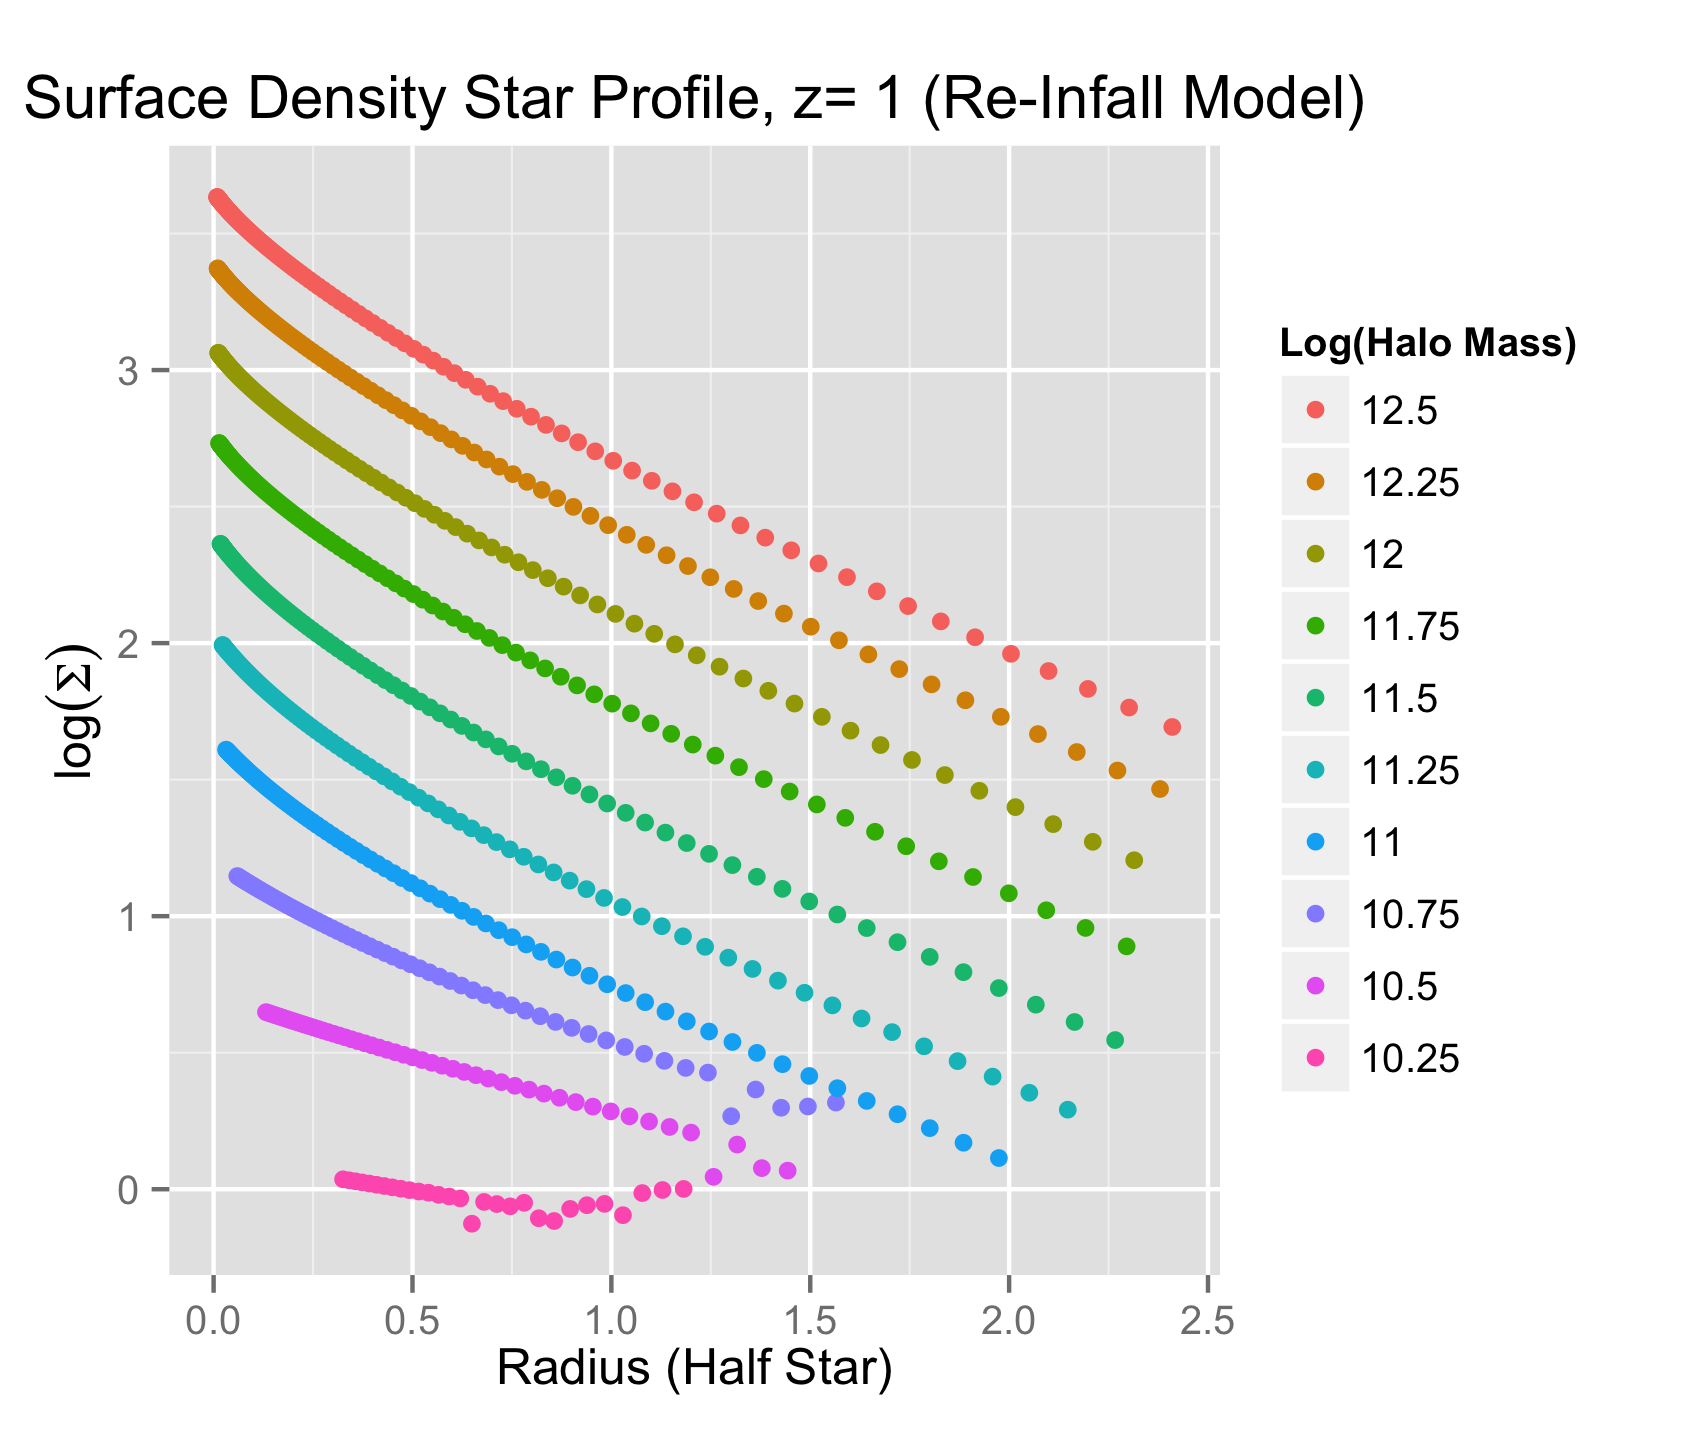 Surface Density Star Profile, z= 1 (Re-Infall Model)
log(Σ)
3
2
1
0
0.0 0.5 1.0 1.5 2.0 2.5
Radius (Half Star)
Log(Halo Mass)
12.5
12.25
12
11.75
11.5
11.25
11
10.75
10.5
10.25